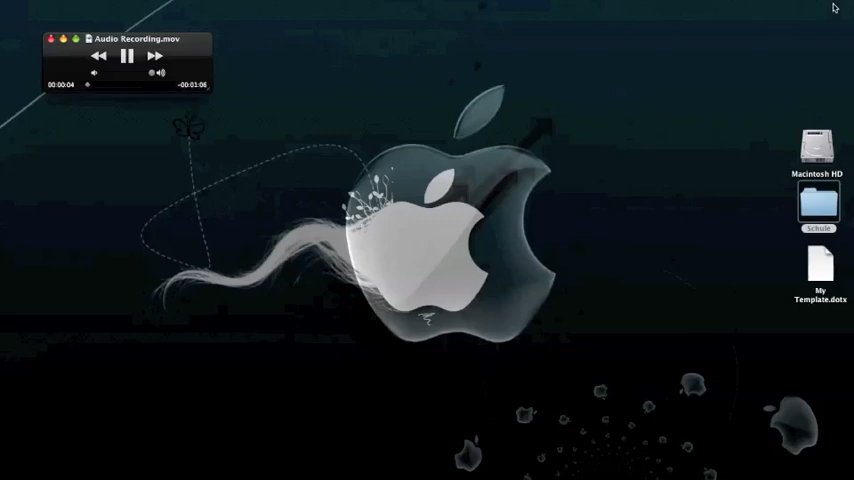 Audio Recording.mov
00:00:04
-00:01:06
Macintosh HD
Schule
My
Template.dotx